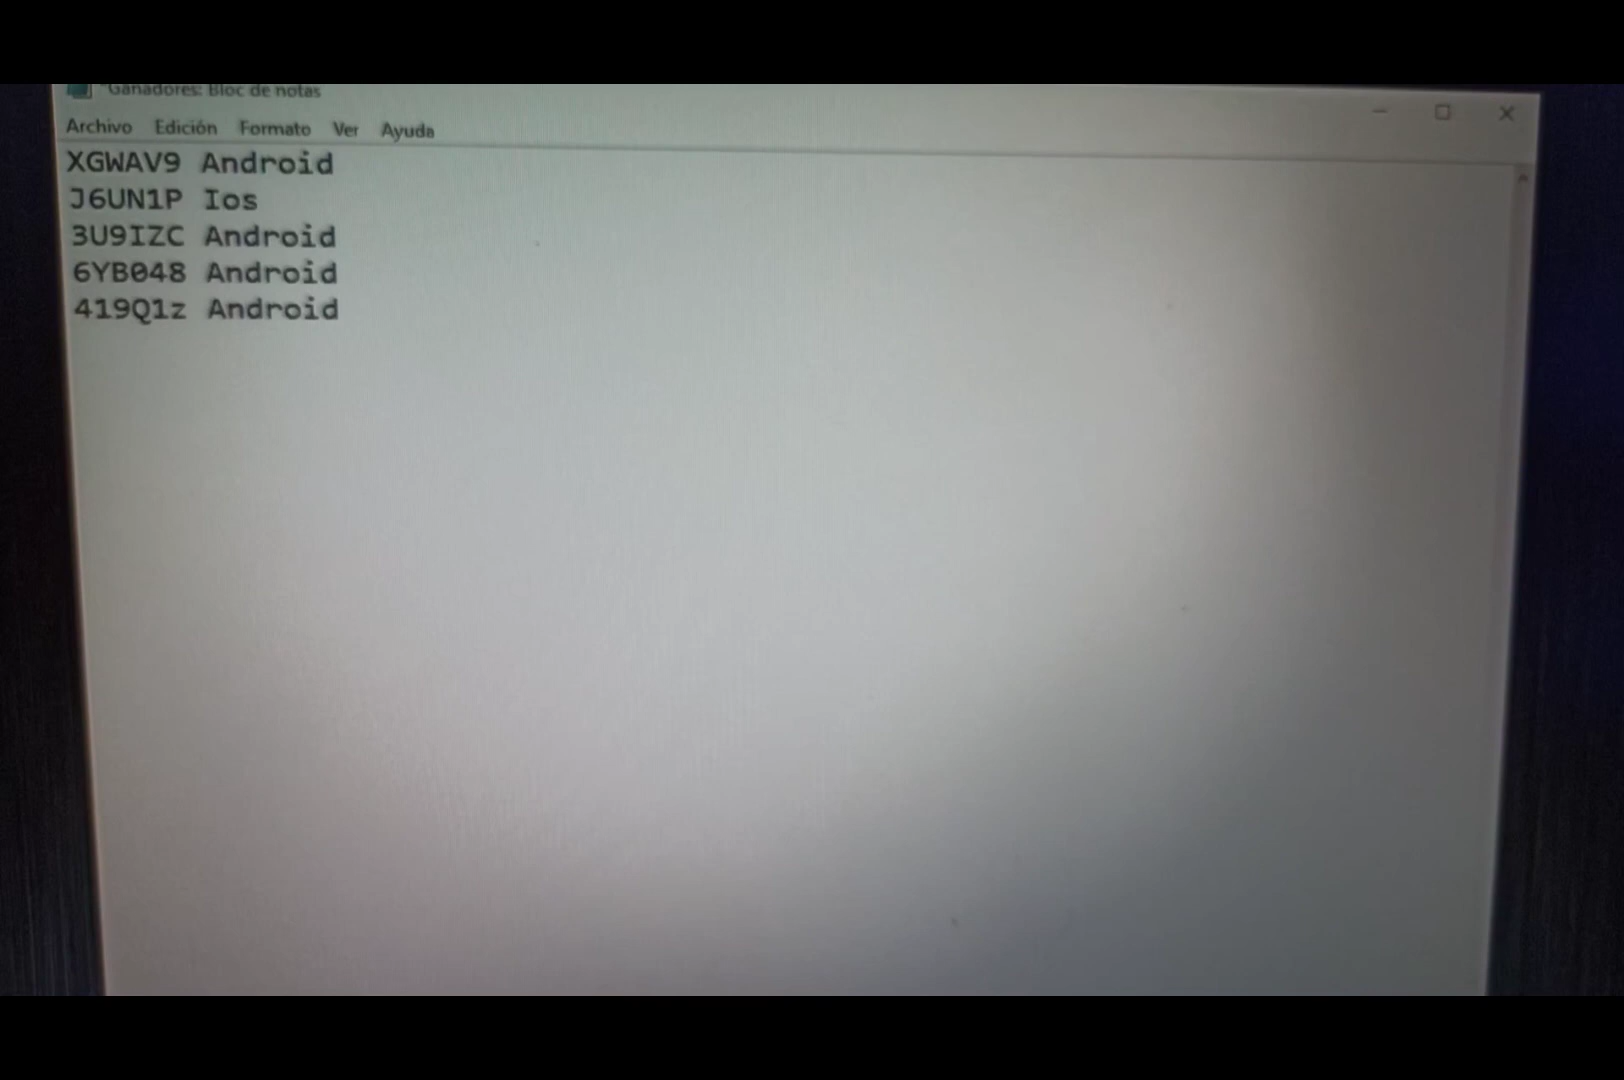 *Ganadores: Bloc de notas
Archivo Edición Formato Ver Ayuda
XGWAV9 Android
J6UN1P Ios
3U9IZC Android
6YB048 Android
419Q1z Android